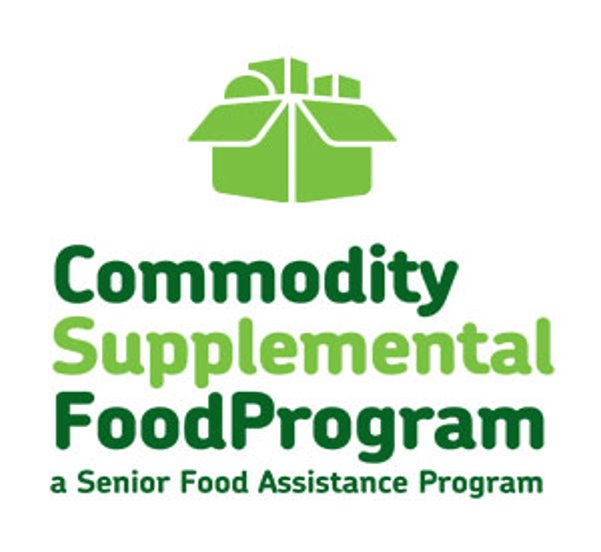 Commodity
Supplemental
FoodProgram
a Senior Food Assistance Program